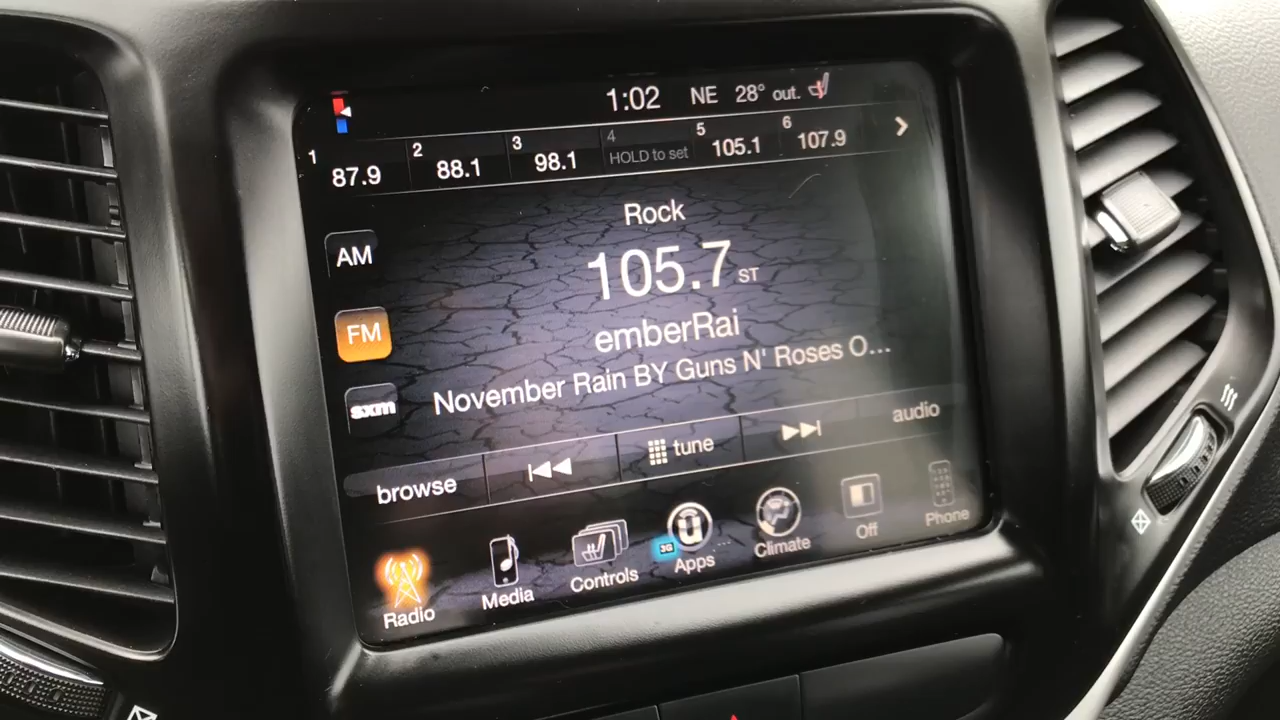 1:02 NE 28° out.
1 87.9 2 88.1 3 98.1 4 HOLD to set 5 105.1 6 107.9
Rock
AM
105.7 ST
FM
emberRai
sxm
November Rain BY Guns N' Roses O...
browse tune audio
3G
Radio Media Controls Apps Climate Off Phone